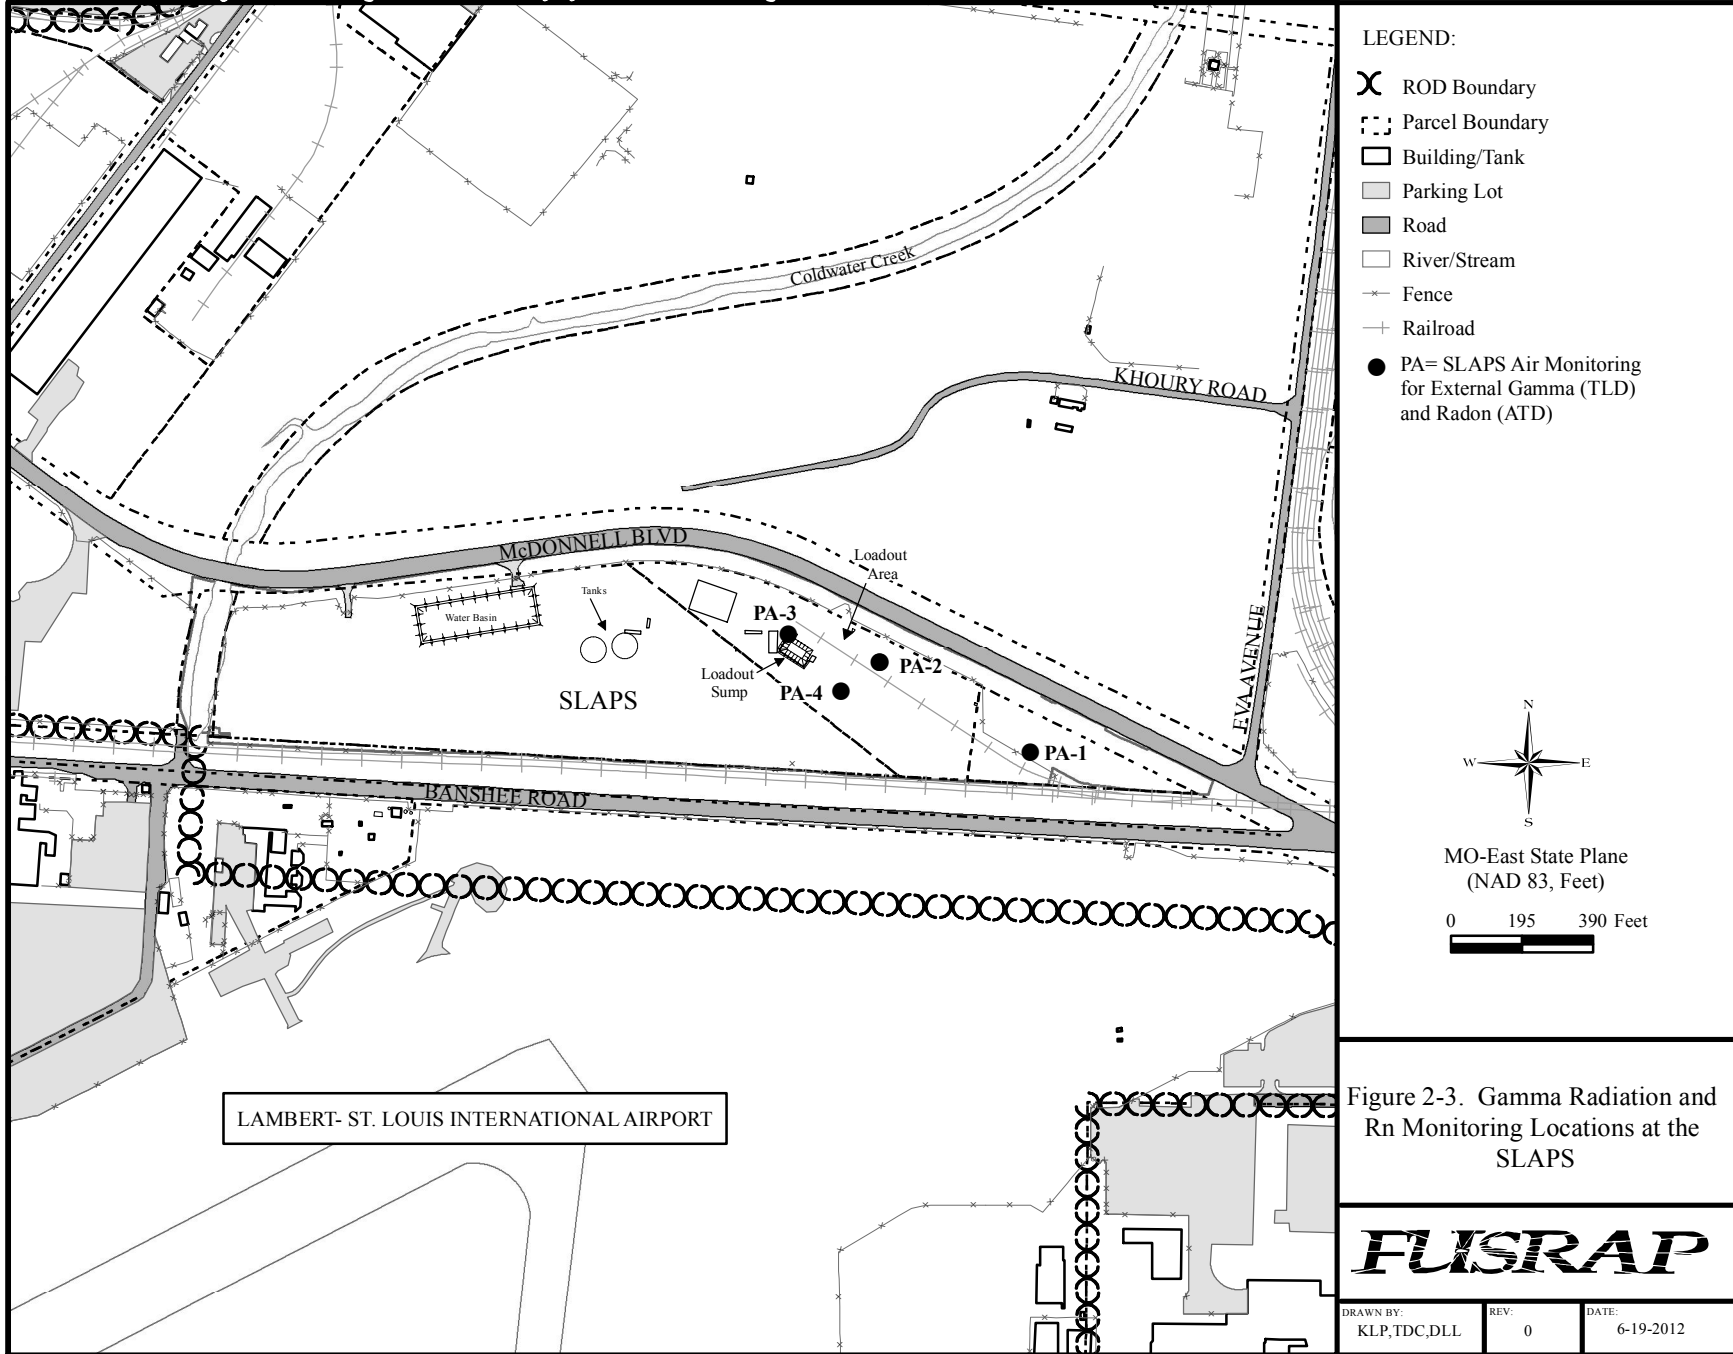 LEGEND:
ROD Boundary
Parcel Boundary
Building/Tank
Parking Lot
Road
River/Stream
Fence
Railroad
PA= SLAPS Air Monitoring
for External Gamma (TLD)
and Radon (ATD)
Coldwater Creek
KHOURY ROAD
McDONNELL BLVD
Loadout
Area
Tanks
Water Basin
PA-3
PA-2
Loadout
Sump
PA-4
SLAPS
PA-1
EVA AVENUE
BANSHEE ROAD
LAMBERT- ST. LOUIS INTERNATIONAL AIRPORT
N
W
E
S
MO-East State Plane
(NAD 83, Feet)
0 195 390 Feet
Figure 2-3. Gamma Radiation and
Rn Monitoring Locations at the
SLAPS
FUSRAP
DRAWN BY:
KLP,TDC,DLL
REV:
0
DATE:
6-19-2012